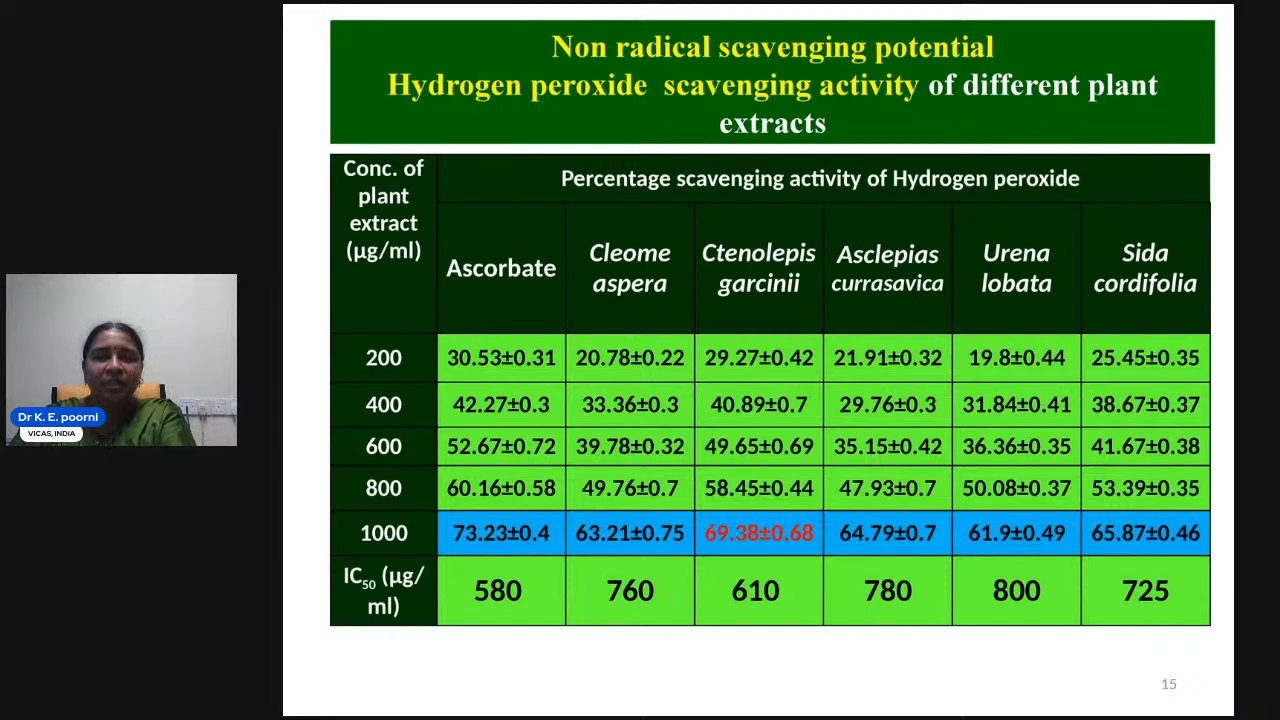 Non radical scavenging potential
Hydrogen peroxide scavenging activity of different plant
extracts
Conc. of
plant
extract
(µg/ml)
Percentage scavenging activity of Hydrogen peroxide
Ascorbate
Cleome
aspera
Ctenolepis
garcinii
Asclepias
currasavica
Urena
lobata
Sida
cordifolia
200 30.53±0.31 20.78±0.22 29.27±0.42 21.91±0.32 19.8±0.44 25.45±0.35
400 42.27±0.3 33.36±0.3 40.89±0.7 29.76±0.3 31.84±0.41 38.67±0.37
600 52.67±0.72 39.78±0.32 49.65±0.69 35.15±0.42 36.36±0.35 41.67±0.38
800 60.16±0.58 49.76±0.7 58.45±0.44 47.93±0.7 50.08±0.37 53.39±0.35
1000 73.23±0.4 63.21±0.75 69.38±0.68 64.79±0.7 61.9±0.49 65.87±0.46
IC50 (µg/
ml) 580 760 610 780 800 725
Dr K. E. poorni
VICAS, INDIA
15